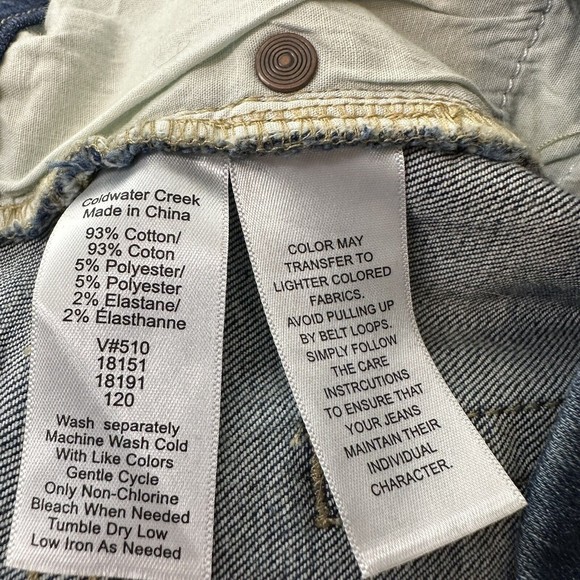 Coldwater Creek
Made in China
93% Cotton/
93% Coton
5% Polyester/
5% Polyester
2% Elastane/
2% Élasthanne
V#510
18151
18191
120
Wash separately
Machine Wash Cold
With Like Colors
Gentle Cycle
Only Non-Chlorine
Bleach When Needed
Tumble Dry Low
Low Iron As Needed
COLOR MAY
TRANSFER TO
LIGHTER COLORED
FABRICS.
AVOID PULLING UP
BY BELT LOOPS.
SIMPLY FOLLOW
THE CARE
INSTRCUTIONS
TO ENSURE THAT
YOUR JEANS
MAINTAIN THEIR
INDIVIDUAL
CHARACTER.